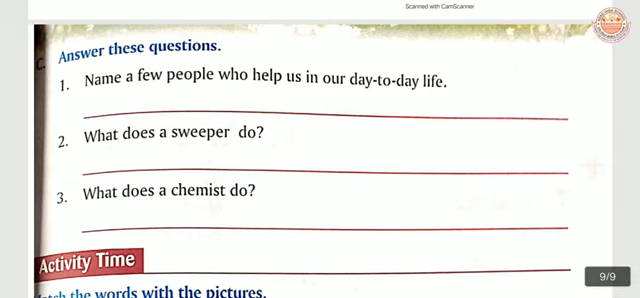 Scanned with CamScanner
C. Answer these questions.
1. Name a few people who help us in our day-to-day life.
2. What does a sweeper do?
3. What does a chemist do?
Activity Time
9/9
the words with the pictures.